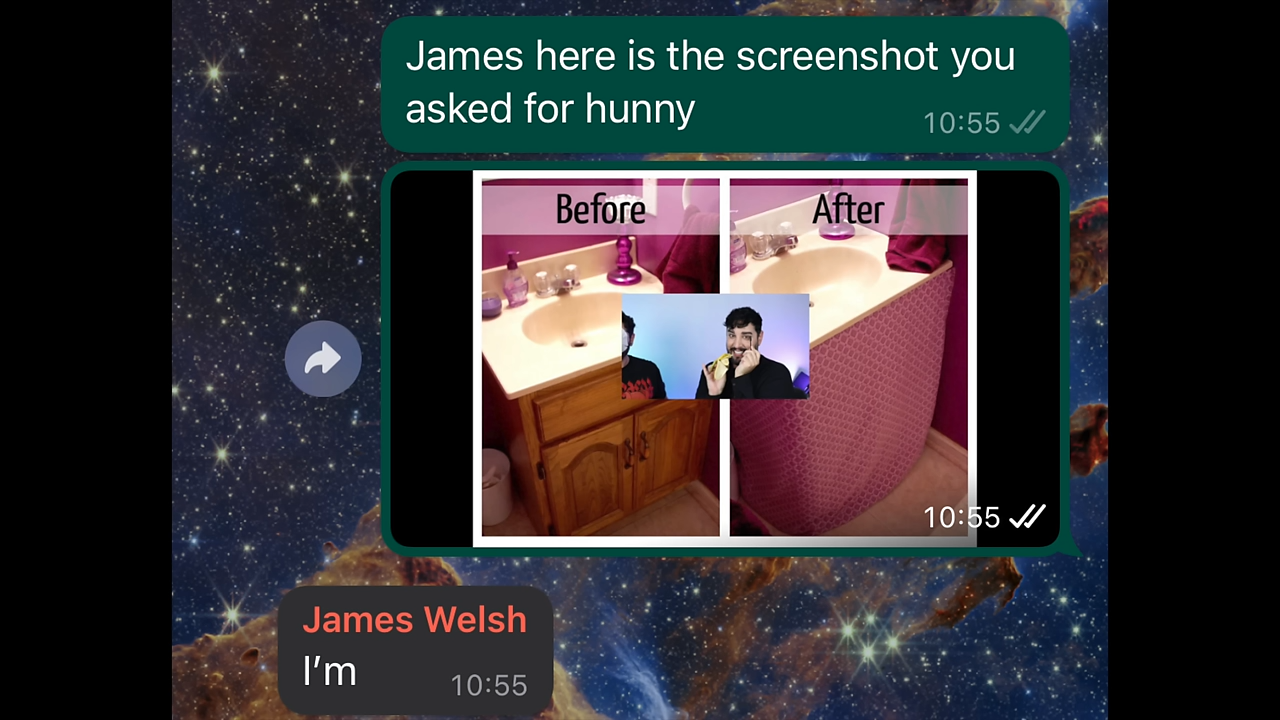 James here is the screenshot you
asked for hunny
10:55
Before
After
10:55
James Welsh
I’m
10:55